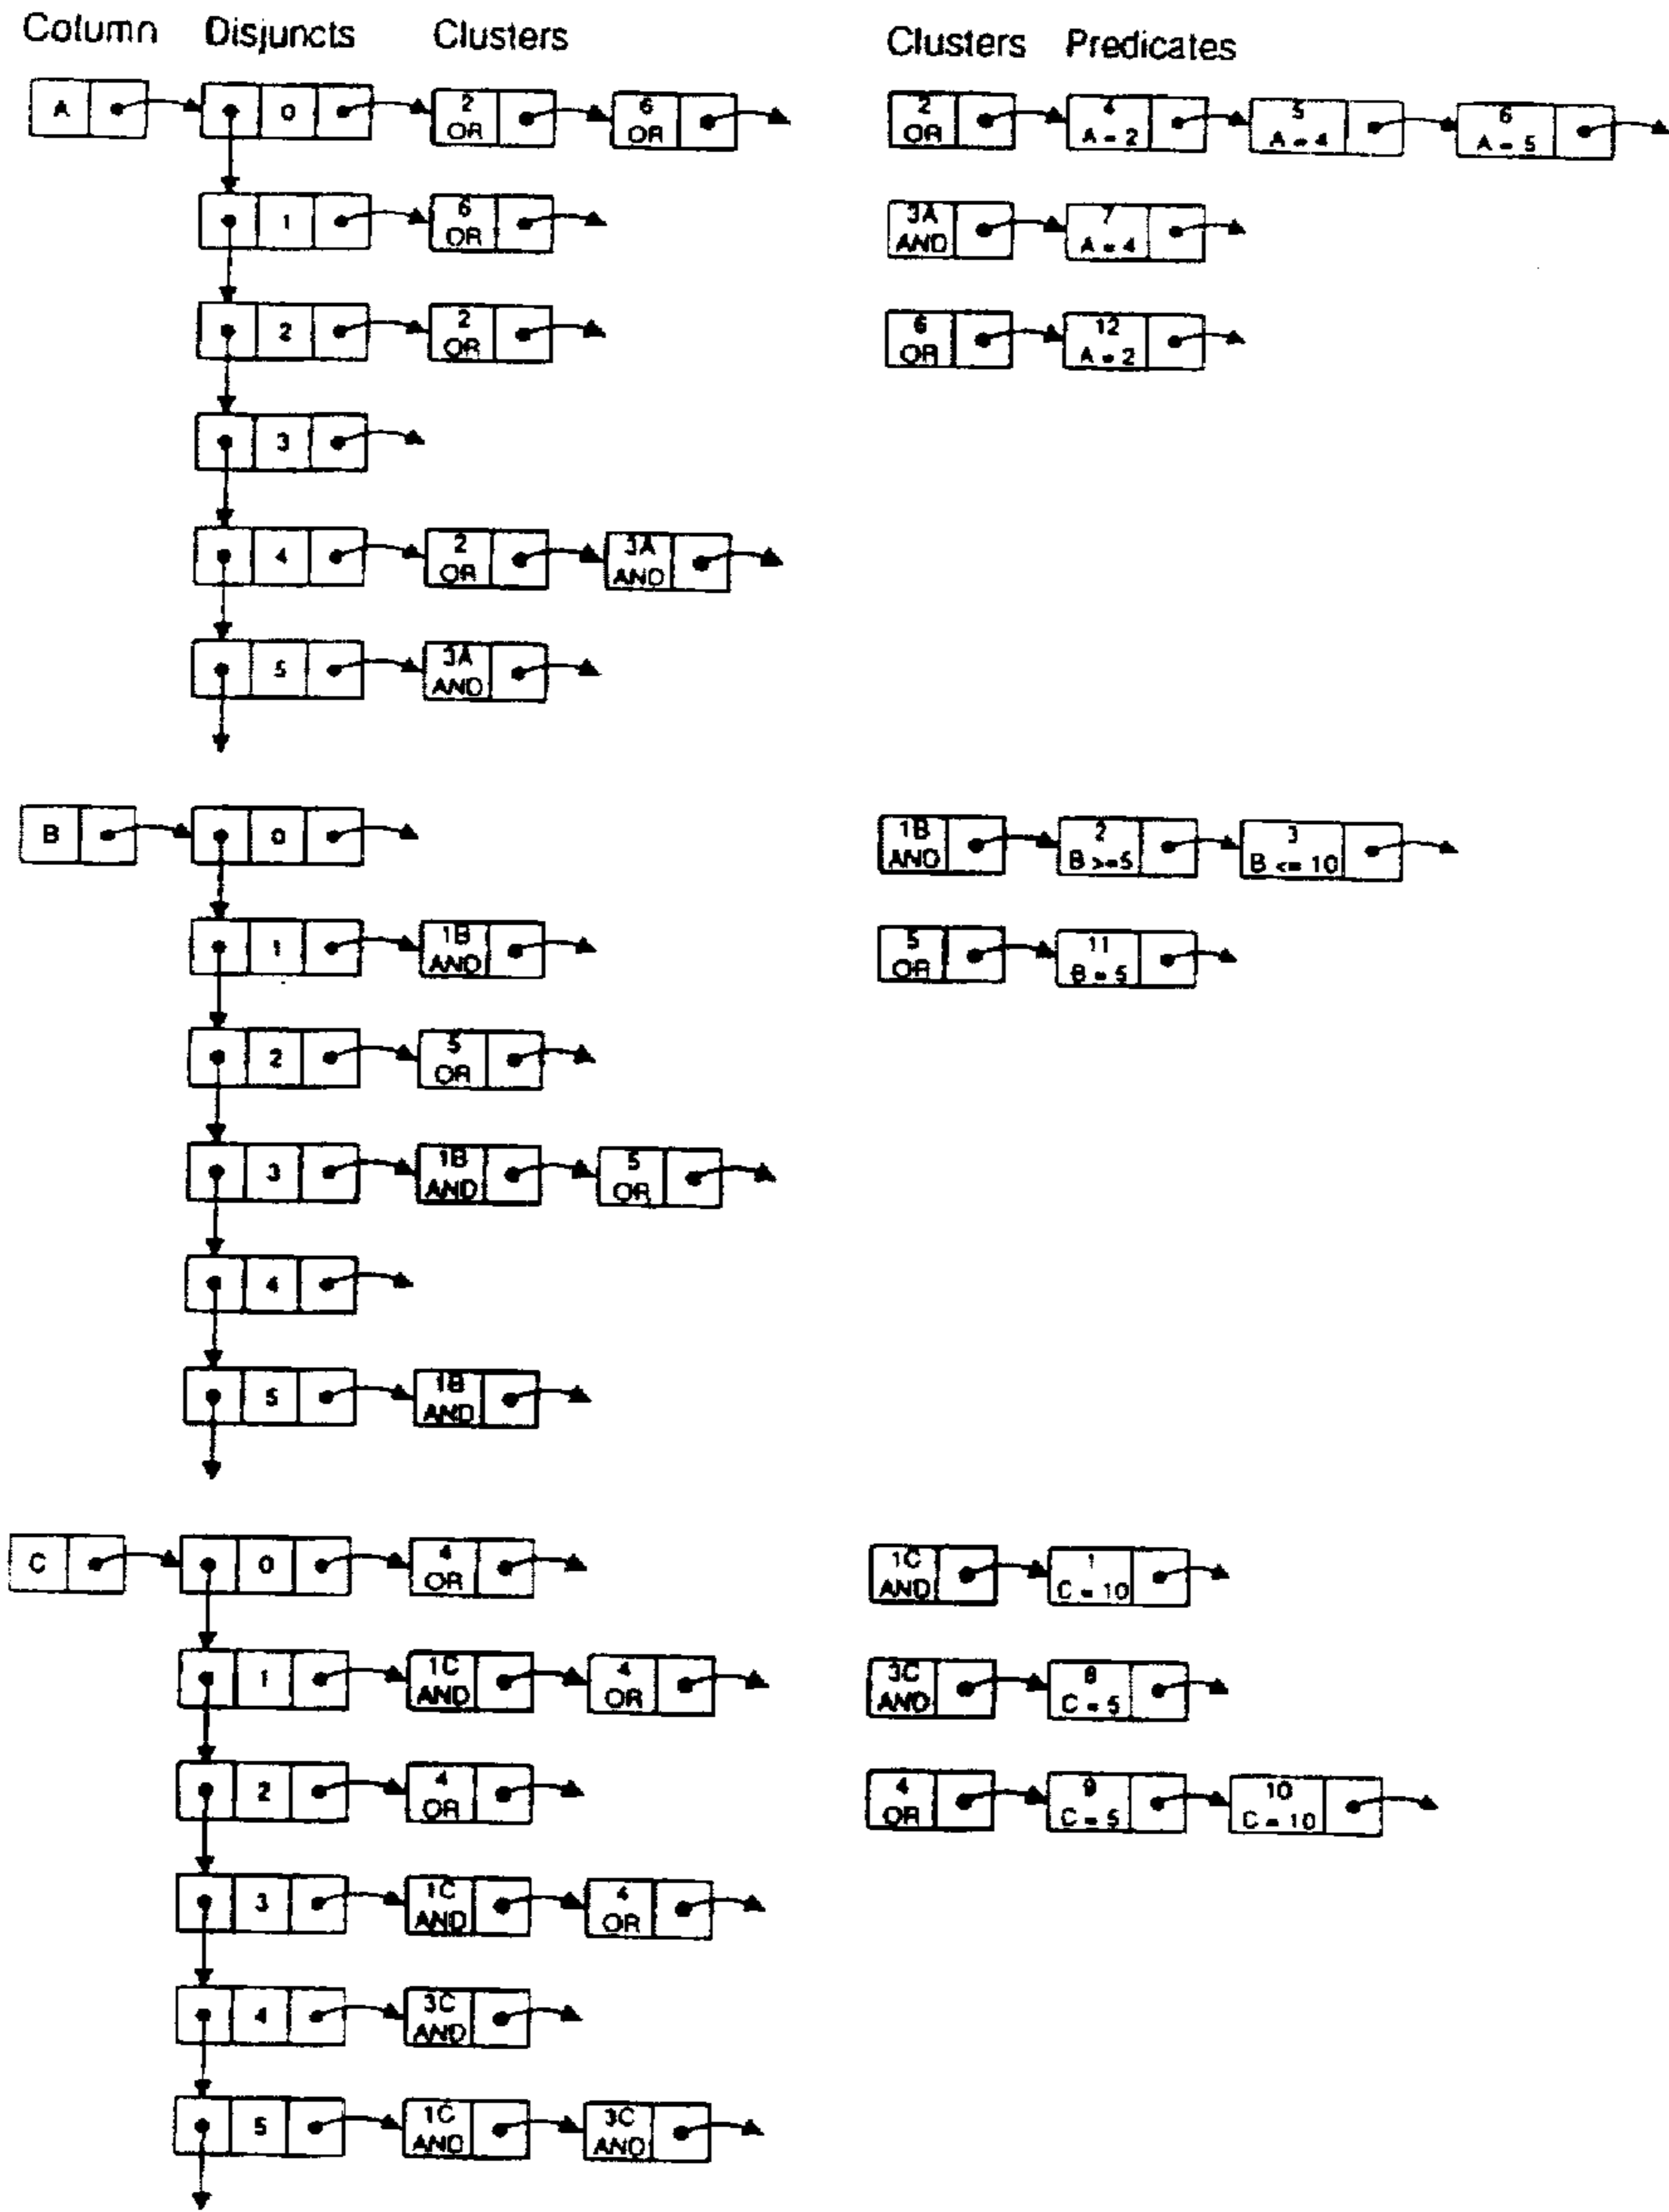 Column Disjuncts Clusters Clusters Predicates
A 0 2 OR 6 OR
2 OR 4 A = 2 5 A = 4 6 A = 5
1 6 OR
3A AND 7 A = 4
2 2 OR
6 OR 12 A = 2
3
4 2 OR 3A AND
5 3A AND
B 0
1B AND 2 B >= 5 3 B <= 10
1 1B AND
5 OR 11 B = 5
2 5 OR
3 1B AND 5 OR
4
5 1B AND
C 0 4 OR
1C AND 1 C = 10
1 1C AND 4 OR
3C AND 8 C = 5
2 4 OR
4 OR 9 C = 5 10 C = 10
3 1C AND 4 OR
4 3C AND
5 1C AND 3C AND